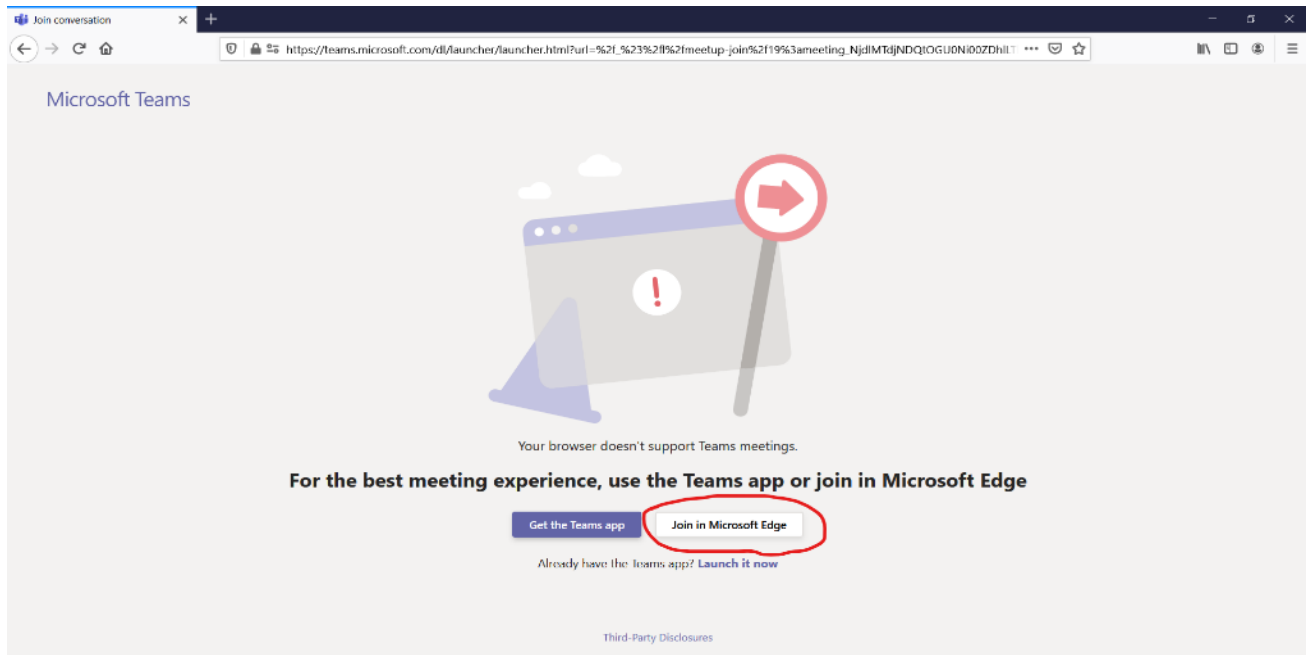 Join conversation
https://teams.microsoft.com/dl/launcher/launcher.html?url=%2f_%23%2fl%2fmeetup-join%2f19%3ameeting
Microsoft Teams
!
Your browser doesn't support Teams meetings.
For the best meeting experience, use the Teams app or join in Microsoft Edge
Get the Teams app
Join in Microsoft Edge
Already have the Teams app? Launch it now
Third-Party Disclosures